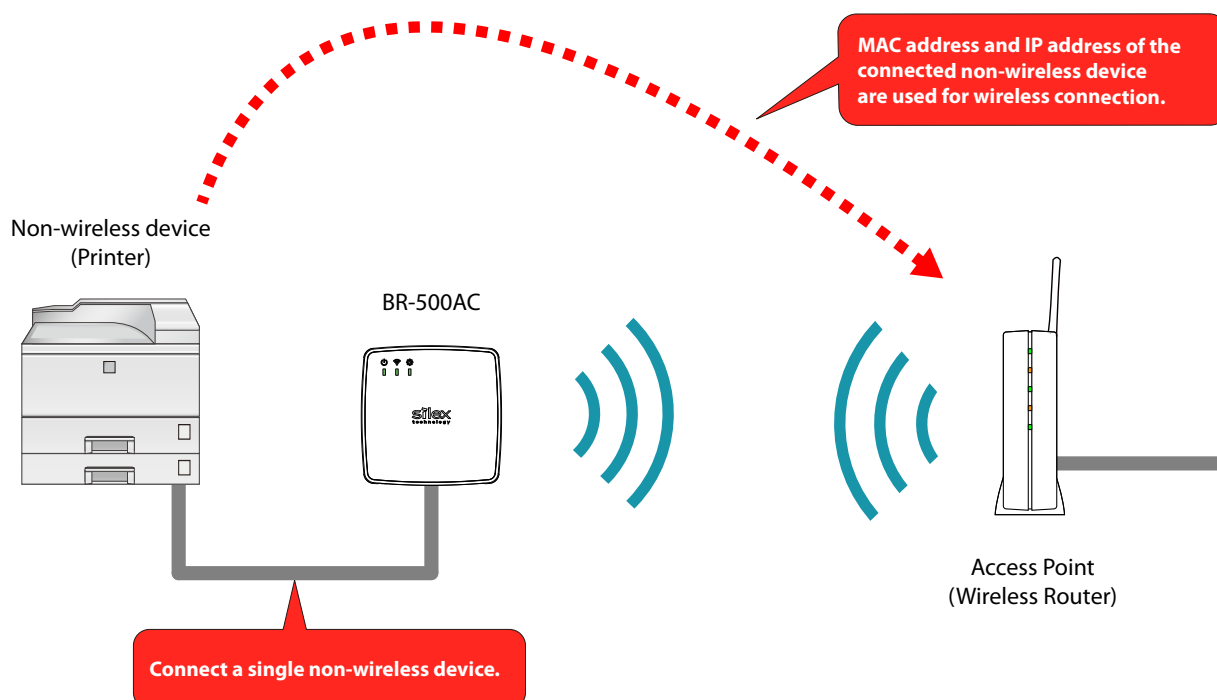 MAC address and IP address of the
connected non-wireless device
are used for wireless connection.
Non-wireless device
(Printer)
BR-500AC
silex
technology
Access Point
(Wireless Router)
Connect a single non-wireless device.